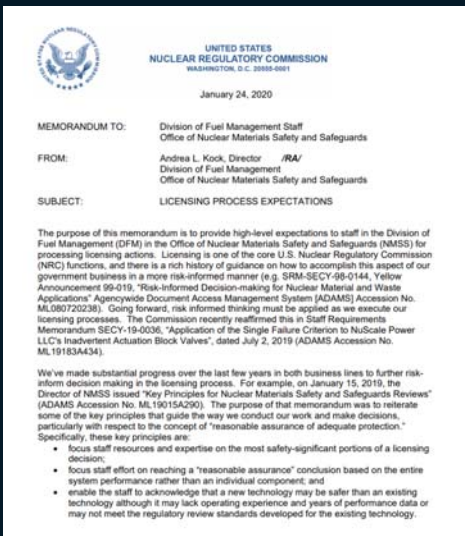 UNITED STATES
NUCLEAR REGULATORY COMMISSION
WASHINGTON, D.C. 20555-0001
January 24, 2020
MEMORANDUM TO: Division of Fuel Management Staff
Office of Nuclear Materials Safety and Safeguards
FROM: Andrea L. Kock, Director /RA/
Division of Fuel Management
Office of Nuclear Materials Safety and Safeguards
SUBJECT: LICENSING PROCESS EXPECTATIONS
The purpose of this memorandum is to provide high-level expectations to staff in the Division of
Fuel Management (DFM) in the Office of Nuclear Materials Safety and Safeguards (NMSS) for
processing licensing actions. Licensing is one of the core U.S. Nuclear Regulatory Commission
(NRC) functions, and there is a rich history of guidance on how to accomplish this aspect of our
government business in a more risk-informed manner (e.g. SRM-SECY-98-0144, Yellow
Announcement 99-019, "Risk-Informed Decision-making for Nuclear Material and Waste
Applications" Agencywide Document Access Management System [ADAMS] Accession No.
ML080720238). Going forward, risk informed thinking must be applied as we execute our
licensing processes. The Commission recently reaffirmed this in Staff Requirements
Memorandum SECY-19-0036, "Application of the Single Failure Criterion to NuScale Power
LLC's Inadvertent Actuation Block Valves", dated July 2, 2019 (ADAMS Accession No.
ML19183A434).
We've made substantial progress over the last few years in both business lines to further risk-
inform decision making in the licensing process. For example, on January 15, 2019, the
Director of NMSS issued "Key Principles for Nuclear Materials Safety and Safeguards Reviews"
(ADAMS Accession No. ML19015A290). The purpose of that memorandum was to reiterate
some of the key principles that guide the way we conduct our work and make decisions,
particularly with respect to the concept of "reasonable assurance of adequate protection."
Specifically, these key principles are:
• focus staff resources and expertise on the most safety-significant portions of a licensing
decision;
• focus staff effort on reaching a "reasonable assurance" conclusion based on the entire
system performance rather than an individual component; and
• enable the staff to acknowledge that a new technology may be safer than an existing
technology although it may lack operating experience and years of performance data or
may not meet the regulatory review standards developed for the existing technology.